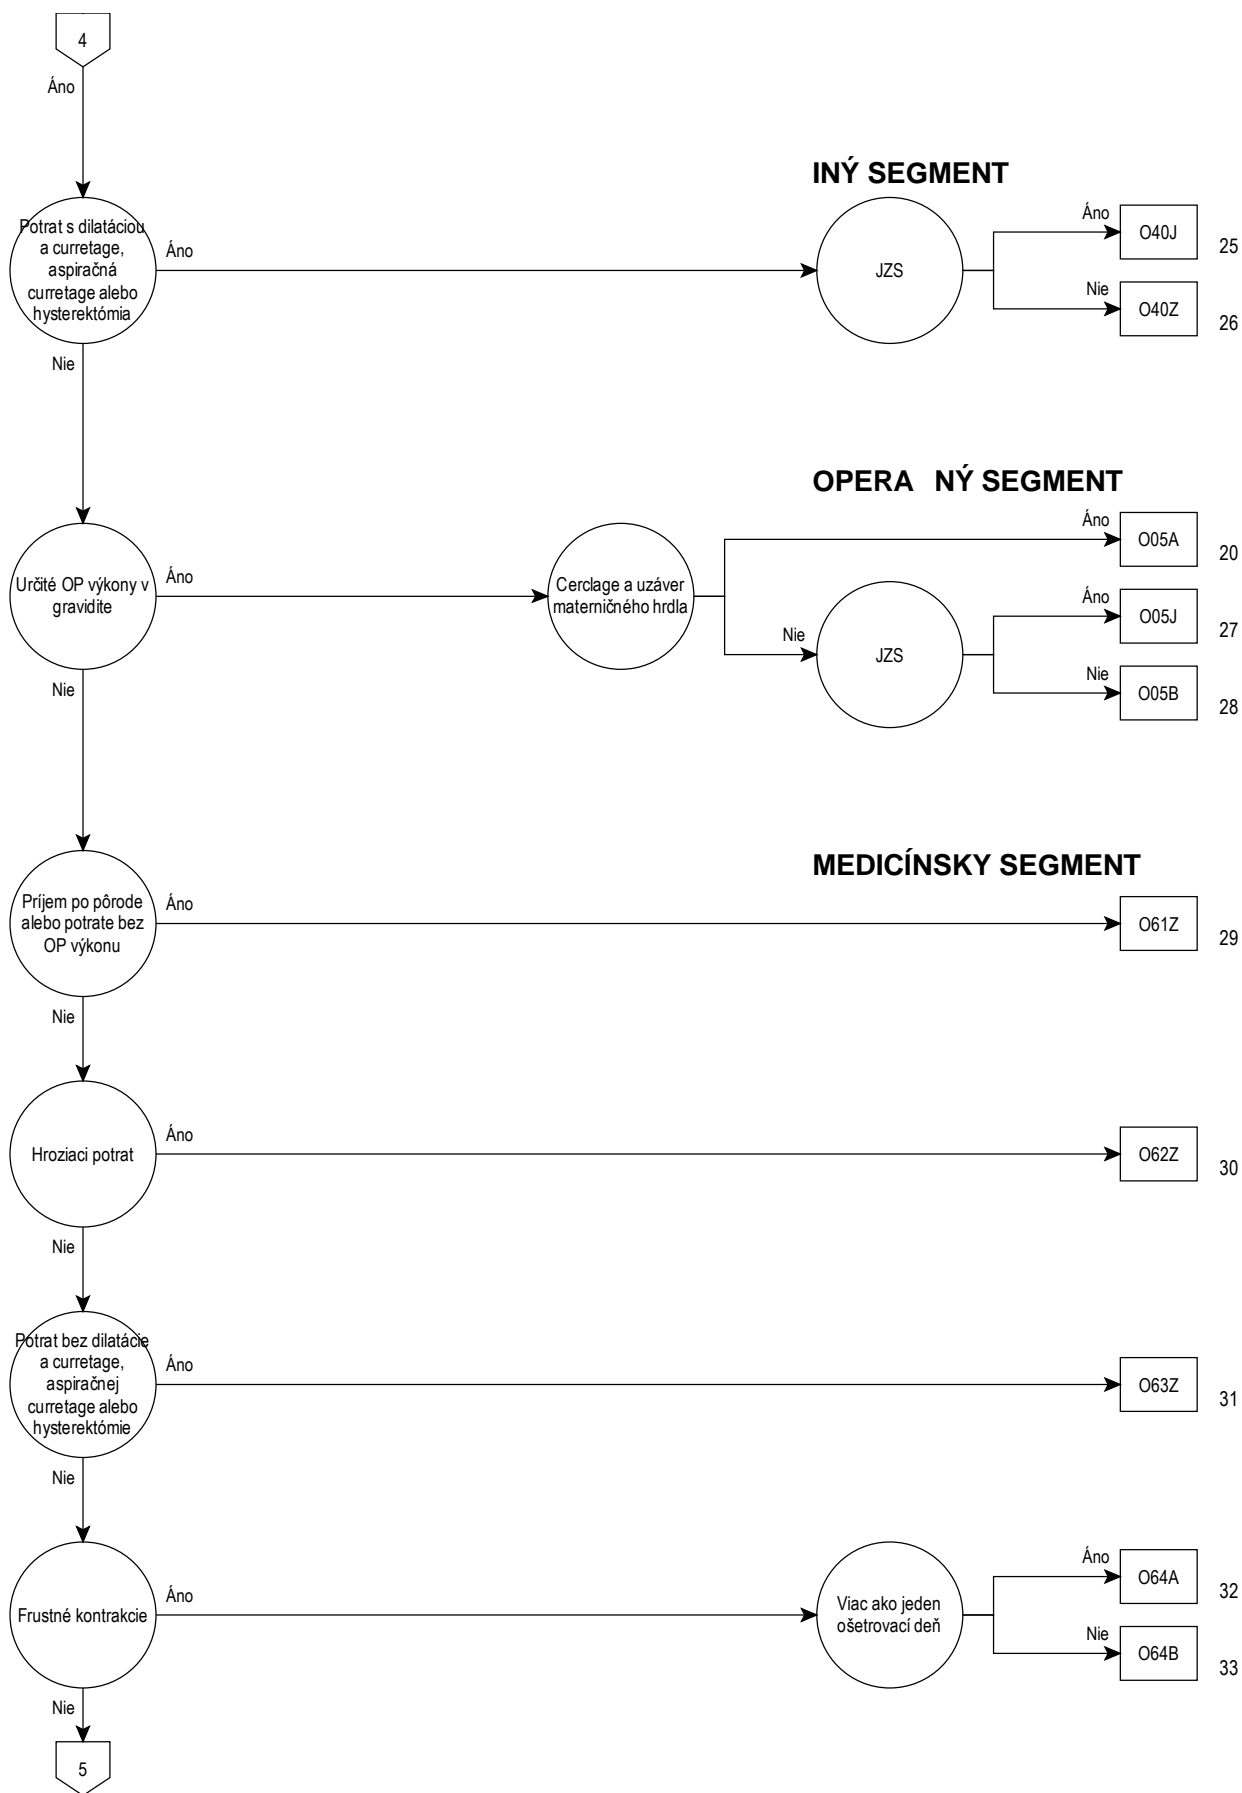 4
Áno
INÝ SEGMENT
Potrat s dilatáciou
a curretage,
aspiračná
curretage alebo
hysterektómia
Áno
JZS
Áno
O40J
25
Nie
O40Z
26
Nie
OPERA NÝ SEGMENT
Určité OP výkony v
gravidite
Áno
Cerclage a uzáver
materničného hrdla
Áno
O05A
20
Nie
JZS
Áno
O05J
27
Nie
O05B
28
Nie
MEDICÍNSKY SEGMENT
Príjem po pôrode
alebo potrate bez
OP výkonu
Áno
O61Z
29
Nie
Hroziaci potrat
Áno
O62Z
30
Nie
Potrat bez dilatácie
a curretage,
aspiračnej
curretage alebo
hysterektómie
Áno
O63Z
31
Nie
Frustné kontrakcie
Áno
Viac ako jeden
ošetrovací deň
Áno
O64A
32
Nie
O64B
33
Nie
5